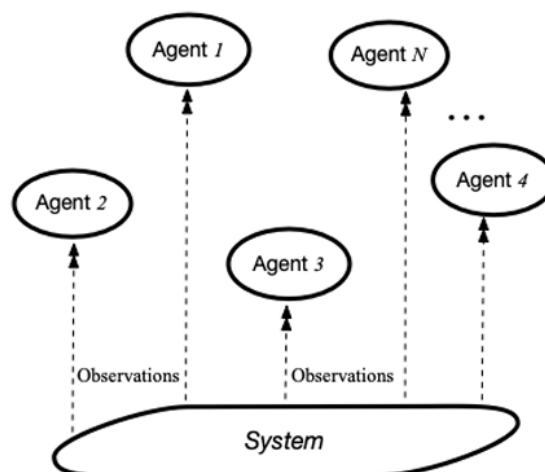 Agent 1
Agent N
...
Agent 2
Agent 4
Agent 3
Observations
Observations
System